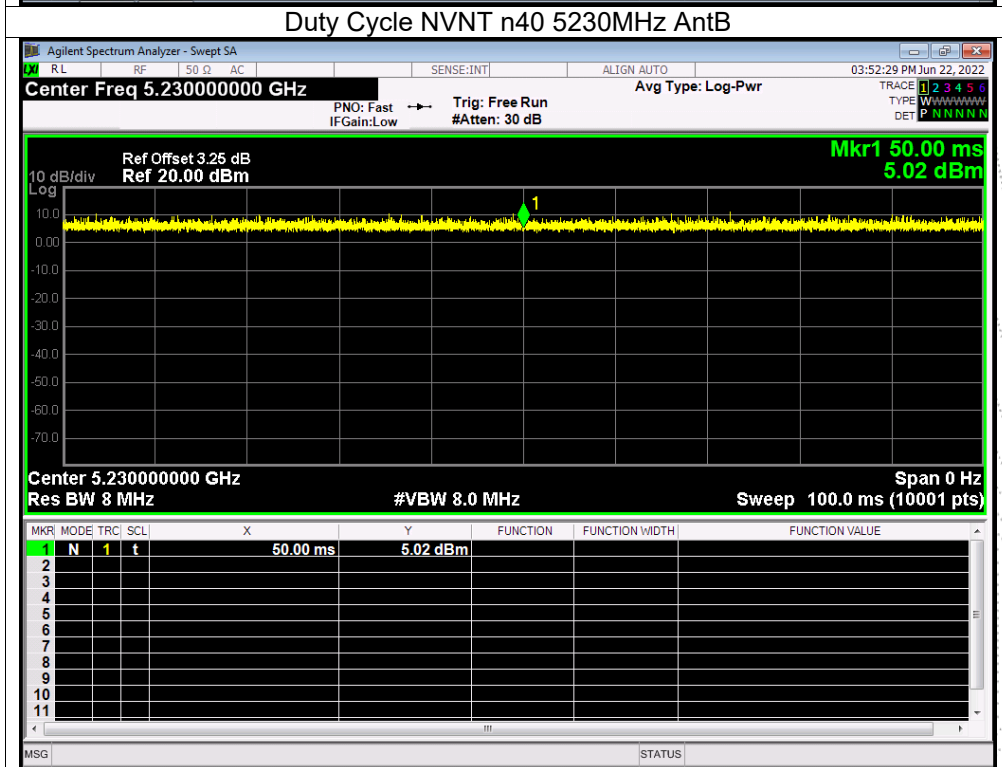 Duty Cycle NVNT n40 5230MHz AntB
Agilent Spectrum Analyzer - Swept SA
LXI RL RF 50 Ω AC SENSE:INT ALIGN AUTO 03:52:29 PM Jun 22, 2022
Center Freq 5.230000000 GHz Avg Type: Log-Pwr TRACE 1 2 3 4 5 6
PNO: Fast Trig: Free Run TYPE WWWWWW
IFGain:Low #Atten: 30 dB DET P N N N N N
Mkr1 50.00 ms
Ref Offset 3.25 dB
10 dB/div Ref 20.00 dBm 5.02 dBm
Log
1
10.0
0.00
-10.0
-20.0
-30.0
-40.0
-50.0
-60.0
-70.0
Center 5.230000000 GHz Span 0 Hz
Res BW 8 MHz #VBW 8.0 MHz Sweep 100.0 ms (10001 pts)
MKR MODE TRC SCL X Y FUNCTION FUNCTION WIDTH FUNCTION VALUE
1 N 1 t 50.00 ms 5.02 dBm
2
3
4
5
6
7
8
9
10
11
MSG STATUS